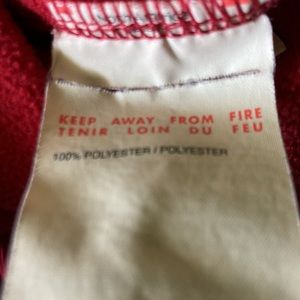 KEEP AWAY FROM FIRE
TENIR LOIN DU FEU
100% POLYESTER / POLYESTER